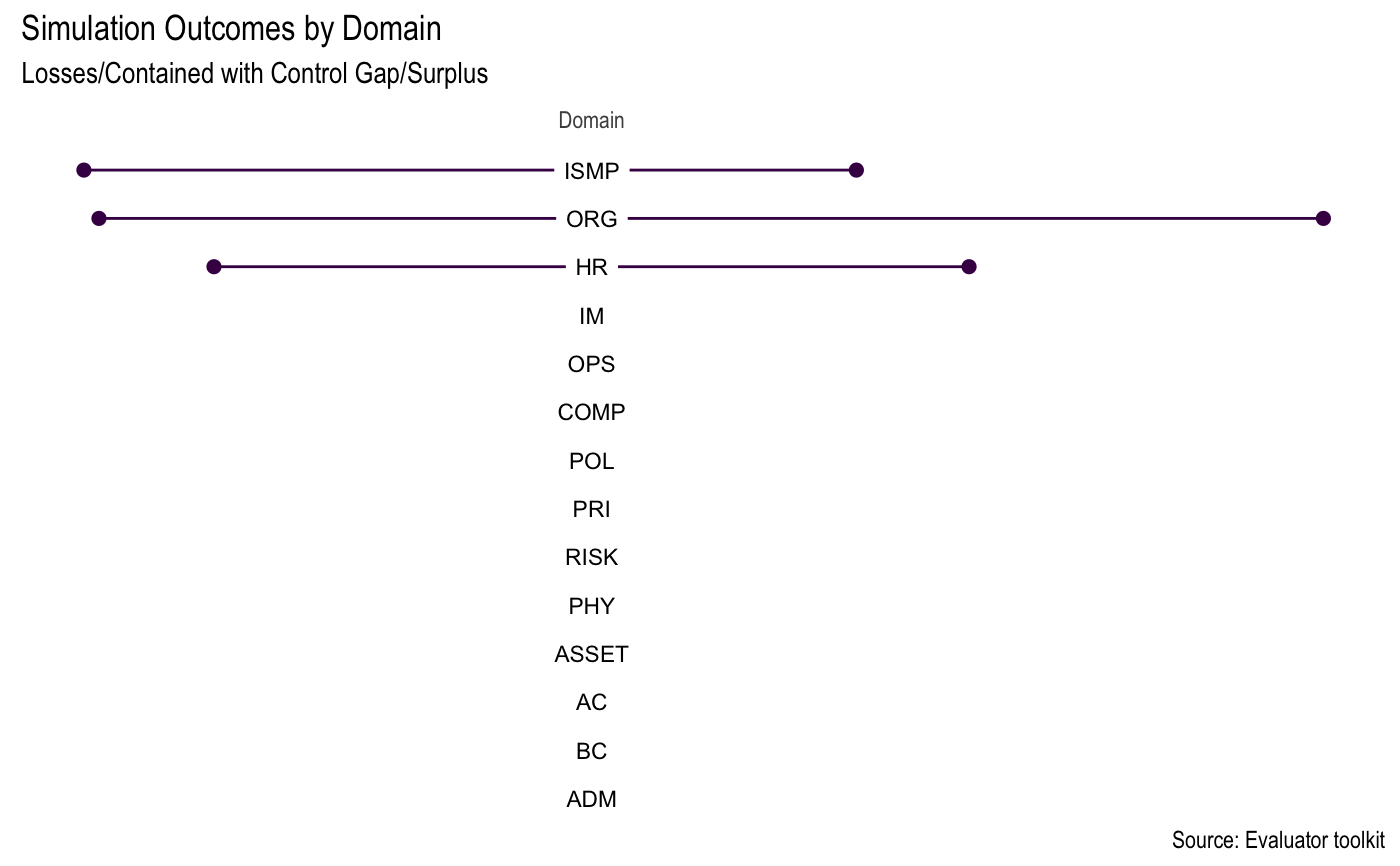 Simulation Outcomes by Domain
Losses/Contained with Control Gap/Surplus
Domain
ISMP
ORG
HR
IM
OPS
COMP
POL
PRI
RISK
PHY
ASSET
AC
BC
ADM
Source: Evaluator toolkit